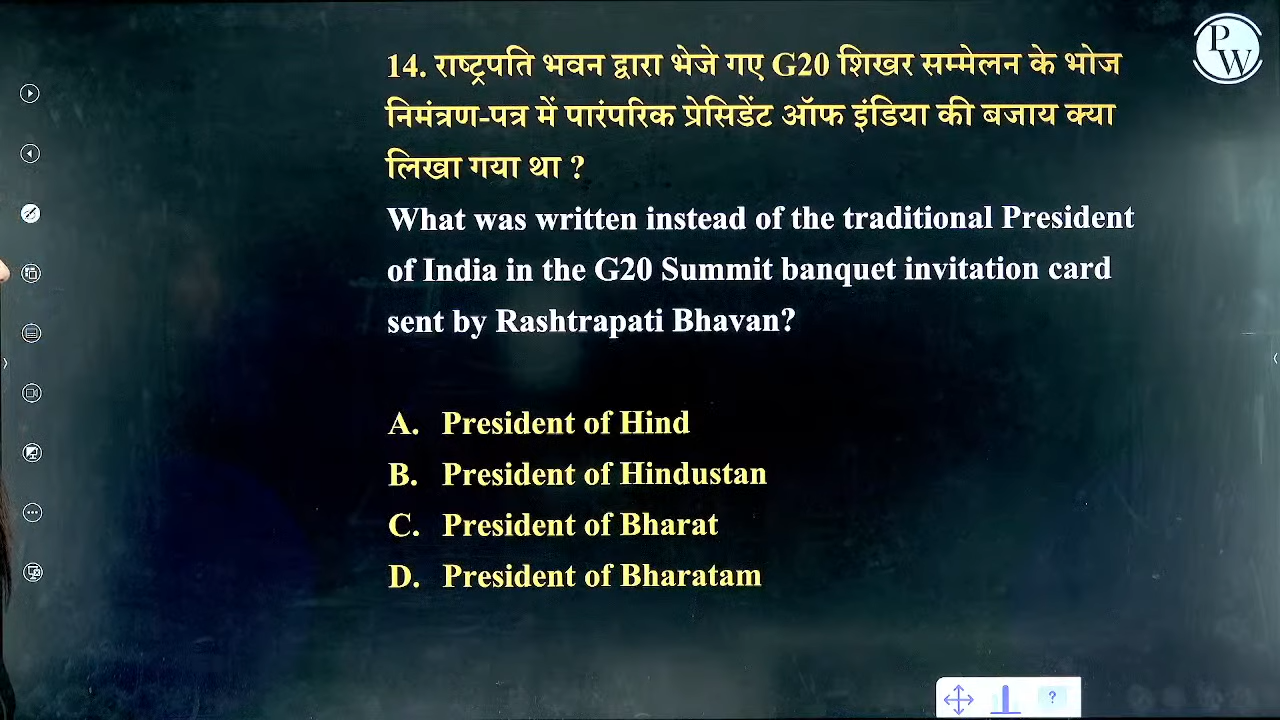 PW
14. राष्ट्रपति भवन द्वारा भेजे गए G20 शिखर सम्मेलन के भोज
निमंत्रण-पत्र में पारंपरिक प्रेसिडेंट ऑफ इंडिया की बजाय क्या
लिखा गया था ?
What was written instead of the traditional President
of India in the G20 Summit banquet invitation card
sent by Rashtrapati Bhavan?
A. President of Hind
B. President of Hindustan
C. President of Bharat
D. President of Bharatam
?